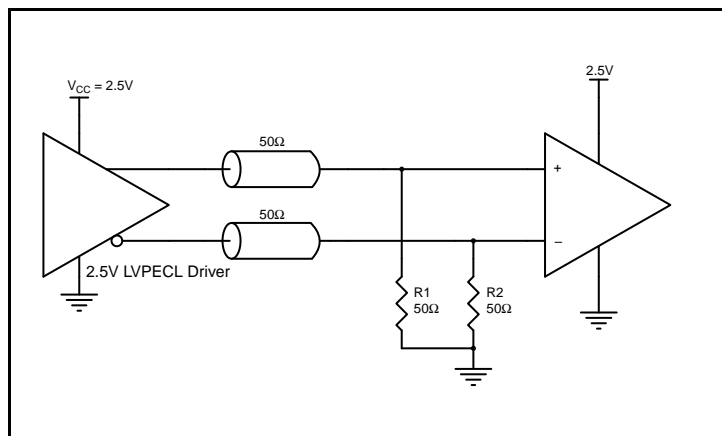 V_CC = 2.5V
2.5V
50Ω
+
50Ω
−
2.5V LVPECL Driver
R1
50Ω
R2
50Ω